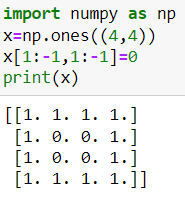 import numpy as np
x=np.ones((4,4))
x[1:-1,1:-1]=0
print(x)
[[1. 1. 1. 1.]
 [1. 0. 0. 1.]
 [1. 0. 0. 1.]
 [1. 1. 1. 1.]]